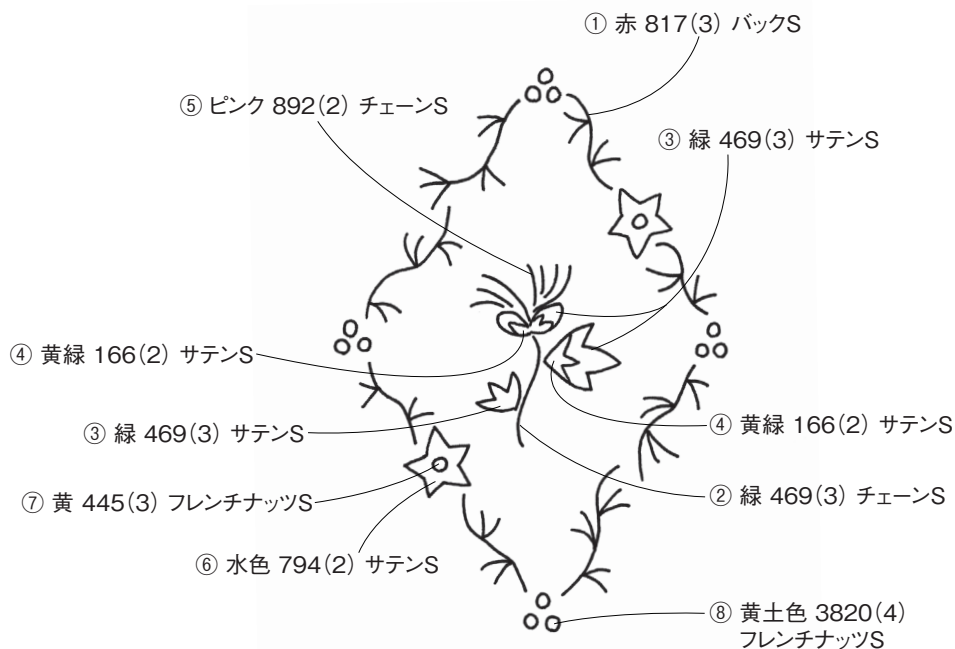 ① 赤 817(3) バックS
⑤ ピンク 892(2) チェーンS
③ 緑 469(3) サテンS
④ 黄緑 166(2) サテンS
③ 緑 469(3) サテンS
④ 黄緑 166(2) サテンS
⑦ 黄 445(3) フレンチナッツS
② 緑 469(3) チェーンS
⑥ 水色 794(2) サテンS
⑧ 黄土色 3820(4)
フレンチナッツS